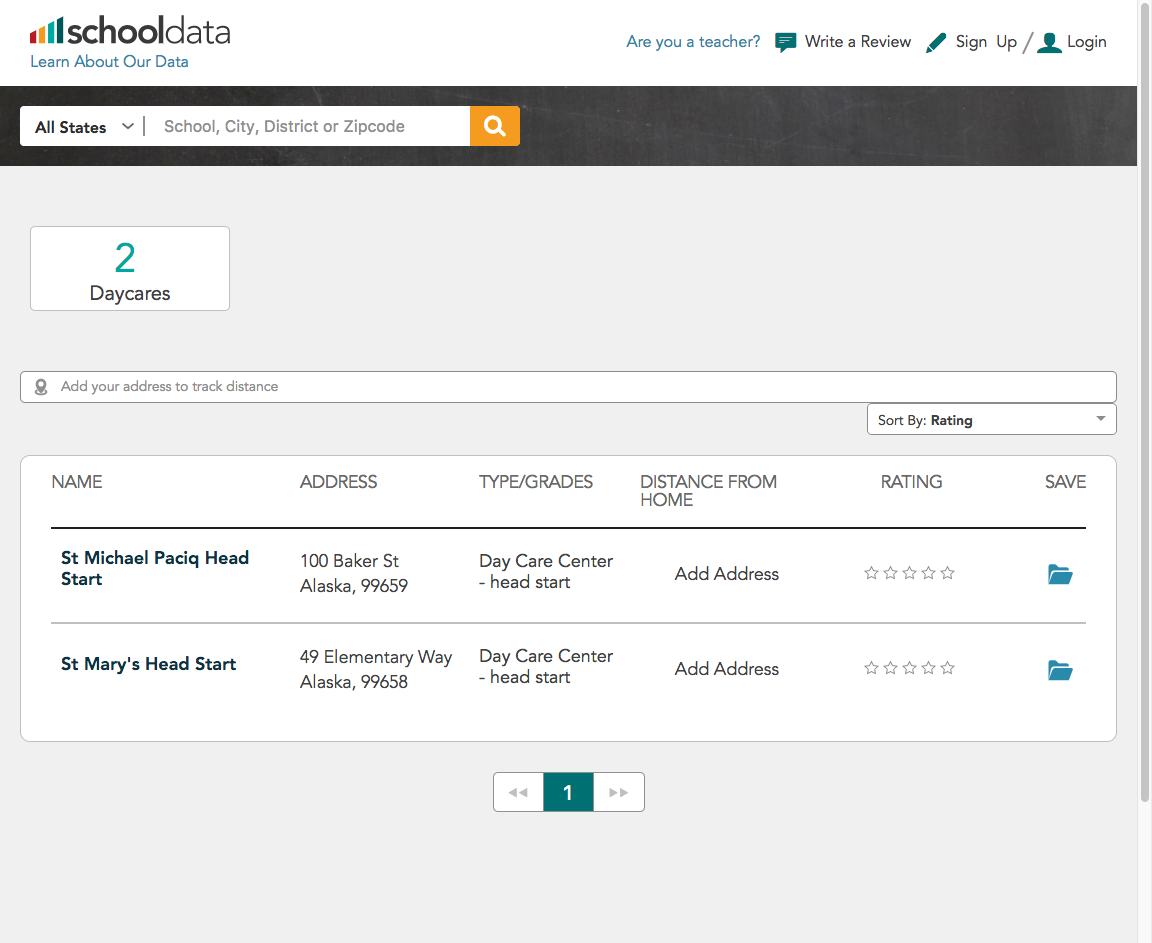 schooldata
Learn About Our Data
Are you a teacher? Write a Review Sign Up / Login
All States School, City, District or Zipcode
2
Daycares
Add your address to track distance
Sort By: Rating
NAME ADDRESS TYPE/GRADES DISTANCE FROM HOME RATING SAVE
St Michael Paciq Head Start
100 Baker St
Alaska, 99659
Day Care Center
- head start
Add Address
St Mary's Head Start
49 Elementary Way
Alaska, 99658
Day Care Center
- head start
Add Address
1